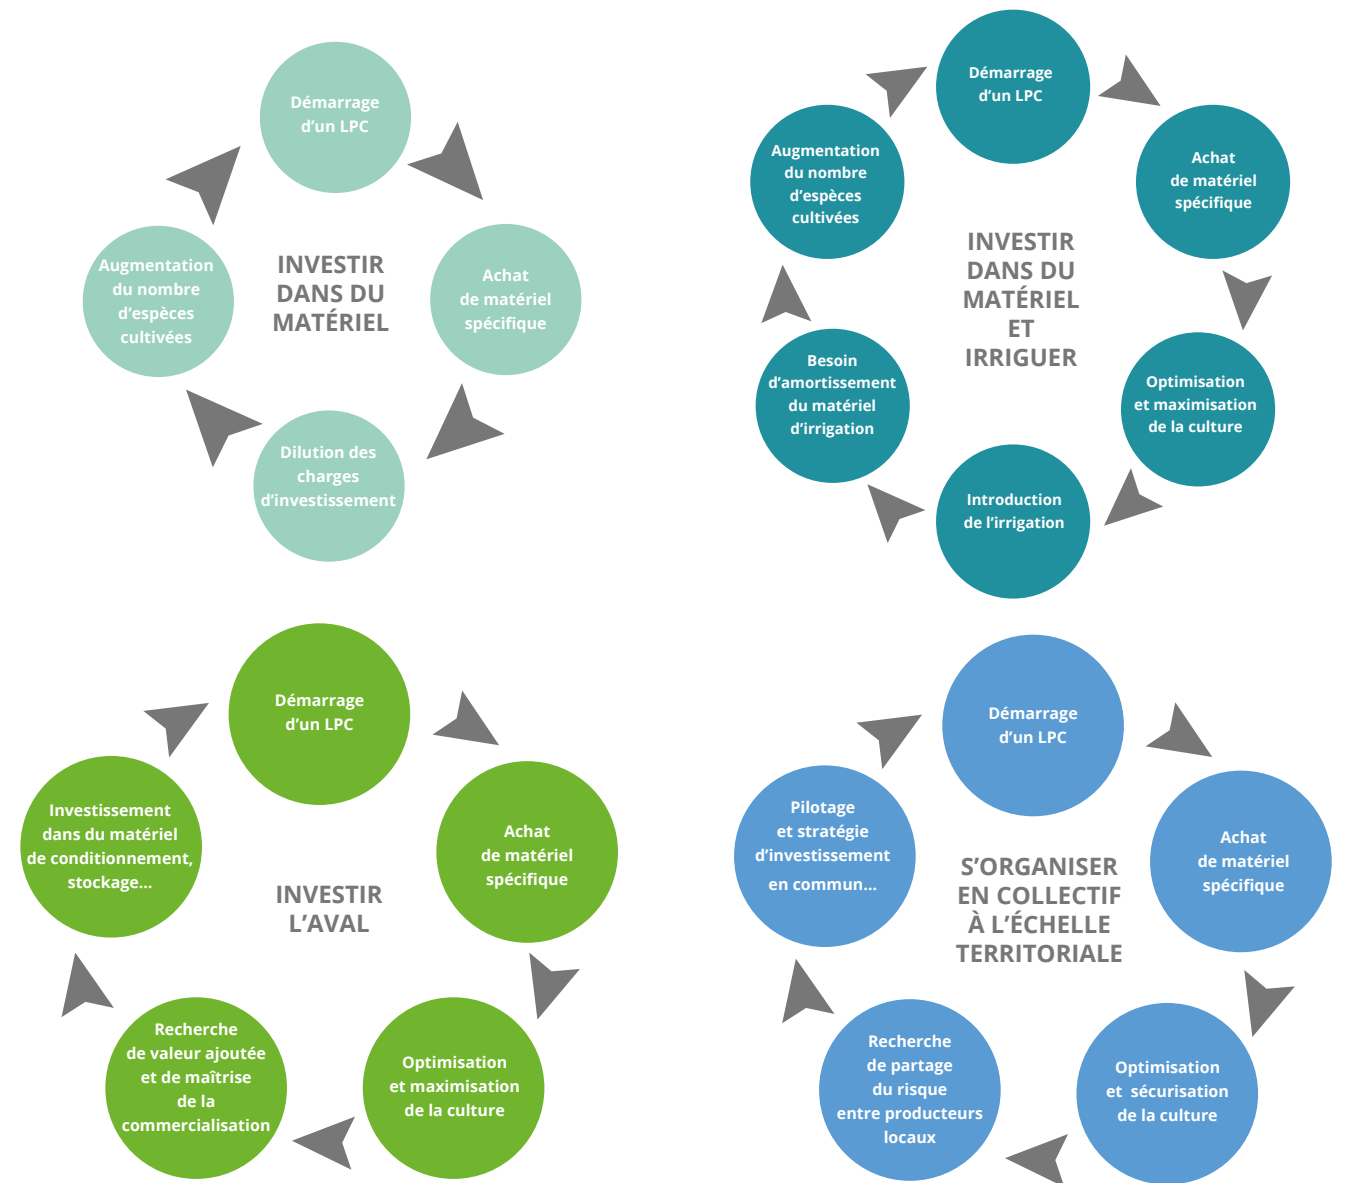 Démarrage
d'un LPC
Achat
de matériel
spécifique
Dilution des
charges
d'investissement
Augmentation
du nombre
d'espèces
cultivées
INVESTIR
DANS DU
MATÉRIEL
Démarrage
d'un LPC
Achat
de matériel
spécifique
Optimisation
et maximisation
de la culture
Introduction
de l'irrigation
Besoin
d'amortissement
du matériel
d'irrigation
Augmentation
du nombre
d'espèces
cultivées
INVESTIR
DANS DU
MATÉRIEL
ET
IRRIGUER
Démarrage
d'un LPC
Achat
de matériel
spécifique
Optimisation
et maximisation
de la culture
Recherche
de valeur ajoutée
et de maîtrise
de la
commercialisation
Investissement
dans du matériel
de conditionnement,
stockage...
INVESTIR
L'AVAL
Démarrage
d'un LPC
Achat
de matériel
spécifique
Optimisation
et sécurisation
de la culture
Recherche
de partage
du risque
entre producteurs
locaux
Pilotage
et stratégie
d'investissement
en commun...
S'ORGANISER
EN COLLECTIF
À L'ÉCHELLE
TERRITORIALE